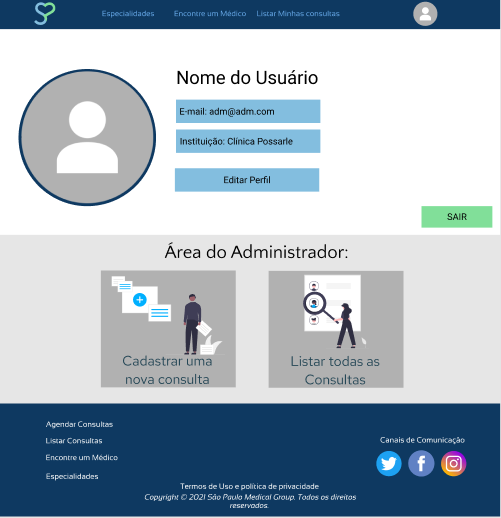 Especialidades Encontre um Médico Listar Minhas consultas
Nome do Usuário
E-mail: adm@adm.com
Instituição: Clínica Possarle
Editar Perfil
SAIR
Área do Administrador:
Cadastrar uma
nova consulta
Listar todas as
Consultas
Agendar Consultas
Listar Consultas
Encontre um Médico
Especialidades
Canais de Comunicação
Termos de Uso e política de privacidade
Copyright © 2021 São Paulo Medical Group. Todos os direitos
reservados.